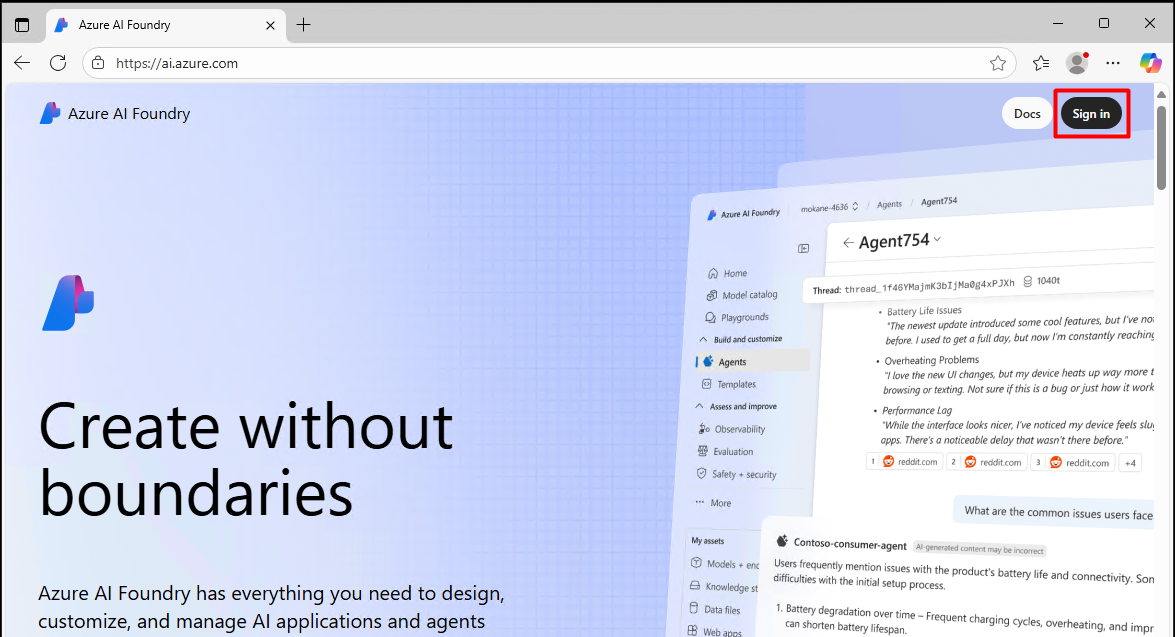 Azure AI Foundry
https://ai.azure.com
Azure AI Foundry
Docs
Sign in
Create without
boundaries
Azure AI Foundry has everything you need to design,
customize, and manage AI applications and agents
Azure AI Foundry
mokane-4636 / Agents / Agent754
Agent754
Thread: thread_1f46YMajmK3bIjMa0g4xPJXh 1040t
Home
Model catalog
Playgrounds
Build and customize
Agents
Templates
Assess and improve
Observability
Evaluation
Safety + security
More
My assets
Models + en
Knowledge s
Data files
Web apps
• Battery Life Issues
"The newest update introduced some cool features, but I've no
before. I used to get a full day, but now I'm constantly reaching
• Overheating Problems
"I love the new UI changes, but my device heats up way more t
browsing or texting. Not sure if this is a bug or just how it work
• Performance Lag
"While the interface looks nicer, I've noticed my device feels slu
apps. There's a noticeable delay that wasn't there before."
1 reddit.com 2 reddit.com 3 reddit.com +4
What are the common issues users face
Contoso-consumer-agent AI-generated content may be incorrect
Users frequently mention issues with the product's battery life and connectivity. Som
difficulties with the initial setup process.
1. Battery degradation over time – Frequent charging cycles, overheating, and impr
can shorten battery lifespan.